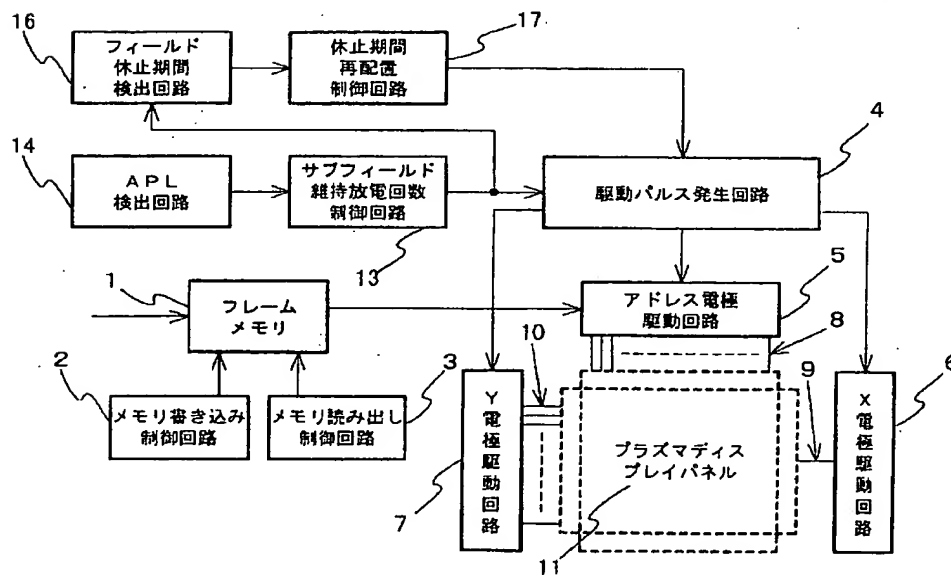 16
フィールド
休止期間
検出回路
休止期間
再配置
制御回路
17
14
APL
検出回路
サブフィールド
維持放電回数
制御回路
13
駆動パルス発生回路
4
1
フレーム
メモリ
アドレス電極
駆動回路
5
8
2
メモリ書き込み
制御回路
メモリ読み出し
制御回路
3
10
Y電極駆動回路
7
プラズマディス
プレイパネル
11
9
X電極駆動回路
6